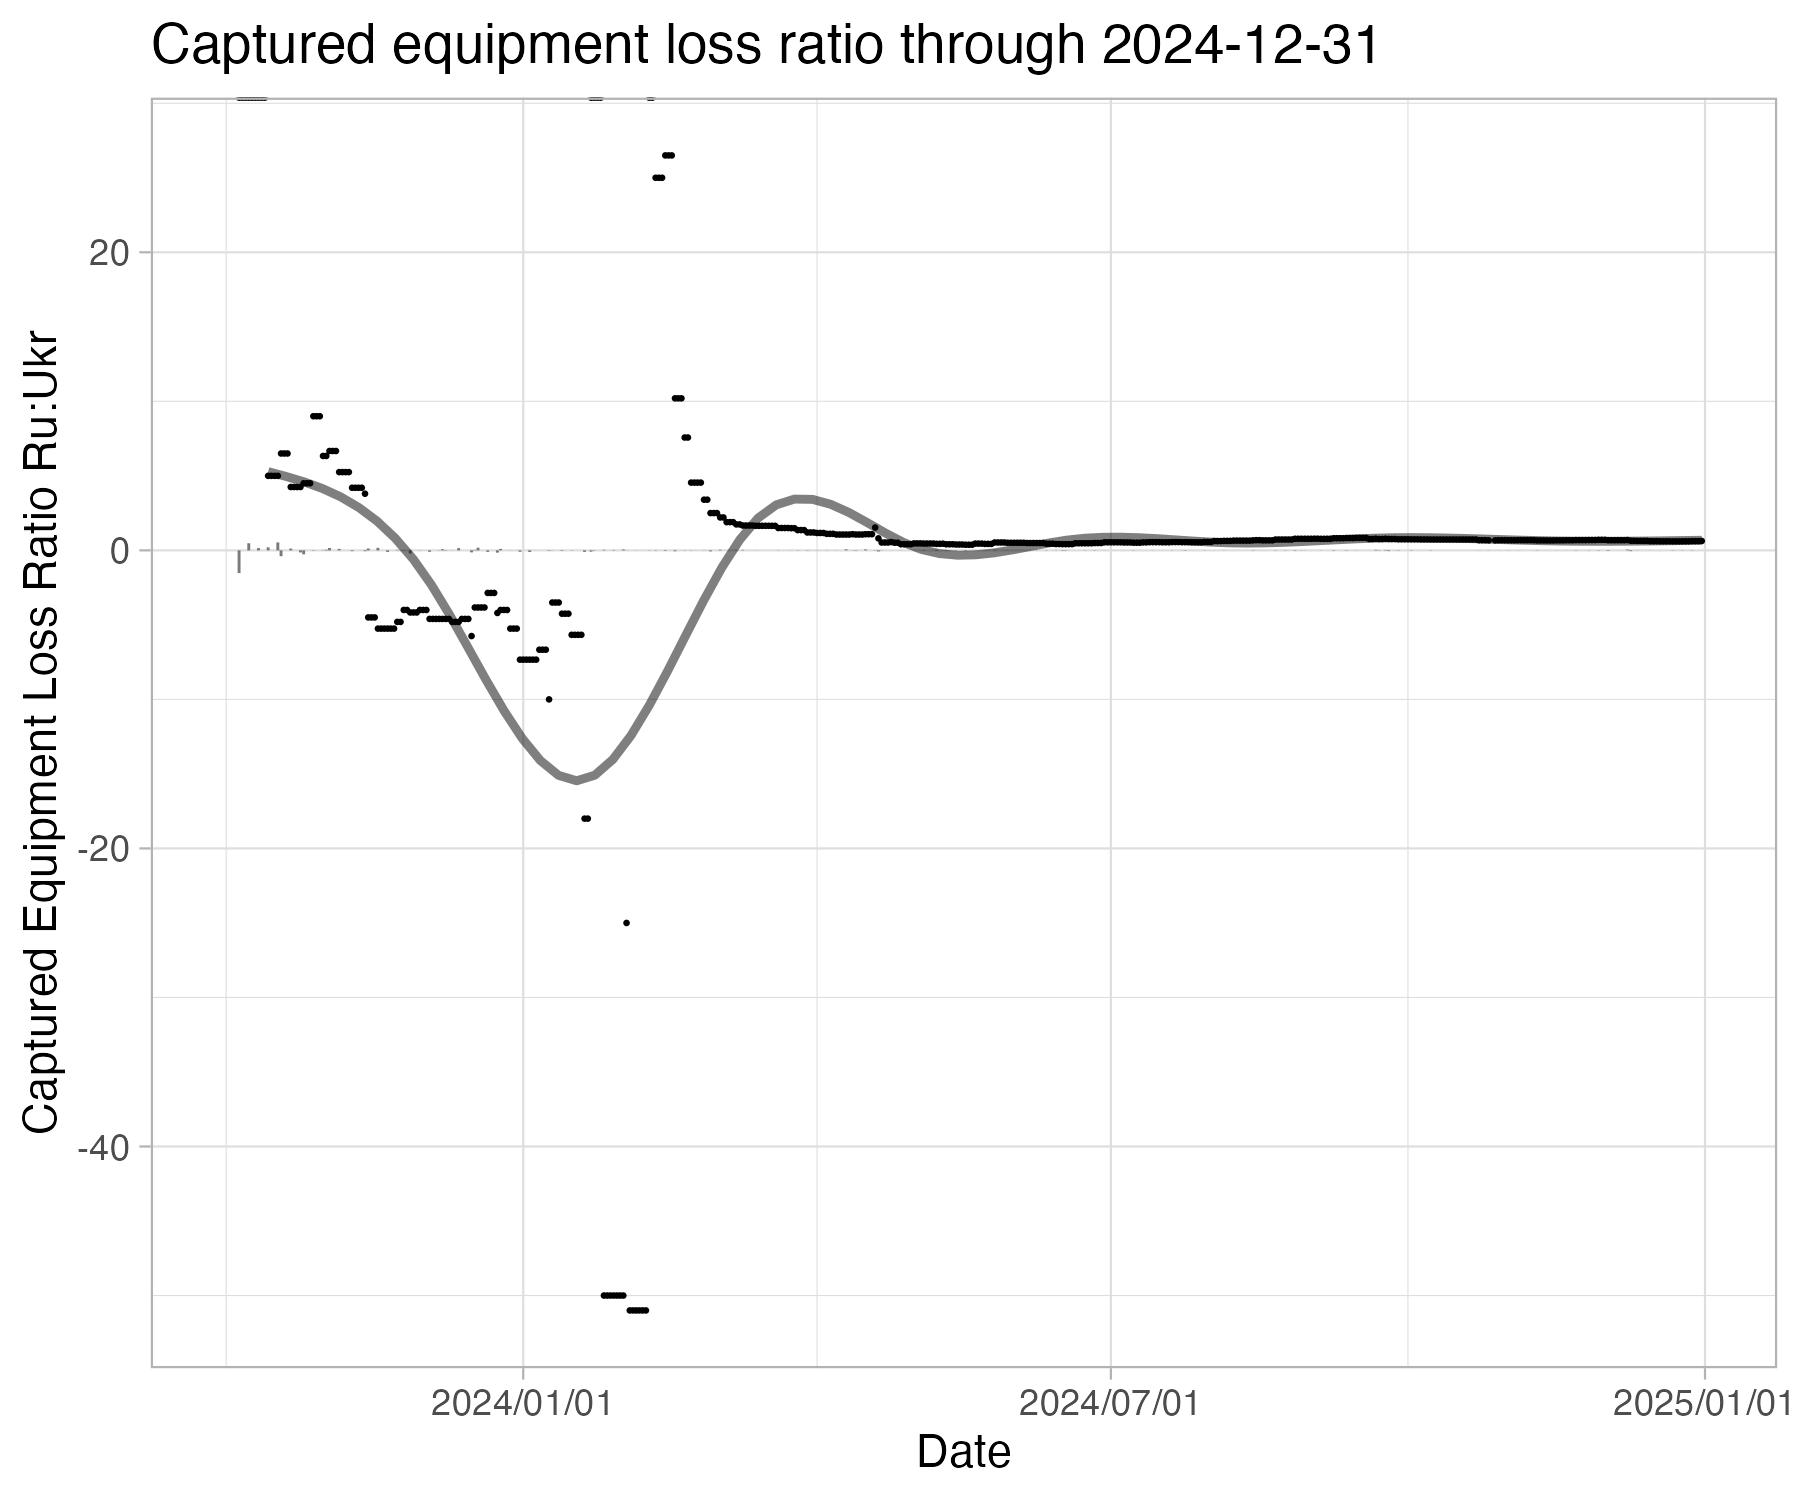 Captured equipment loss ratio through 2024-12-31
Captured Equipment Loss Ratio Ru:Ukr
20
0
-20
-40
2024/01/01
2024/07/01
2025/01/01
Date